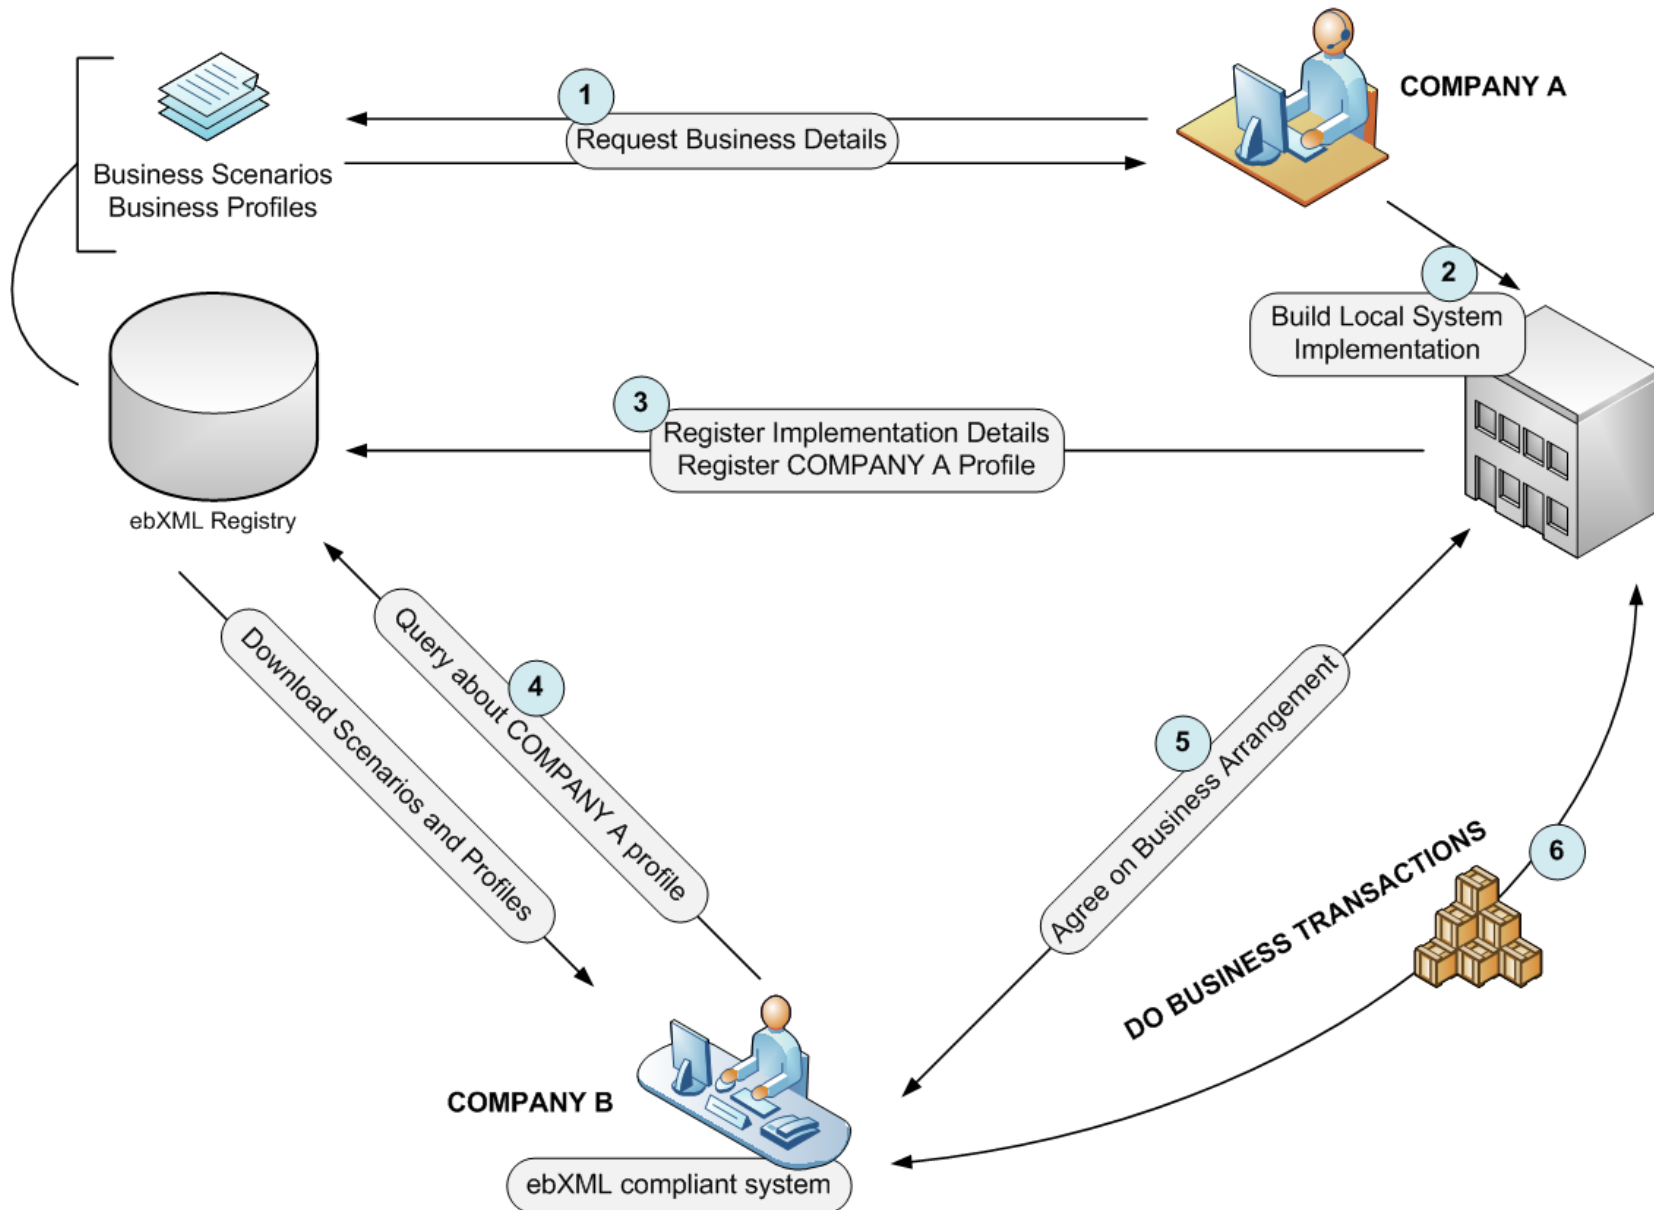 1
Request Business Details
COMPANY A
Business Scenarios
Business Profiles
2
Build Local System
Implementation
3
Register Implementation Details
Register COMPANY A Profile
ebXML Registry
4
Query about COMPANY A profile
Download Scenarios and Profiles
5
Agree on Business Arrangement
6
DO BUSINESS TRANSACTIONS
COMPANY B
ebXML compliant system